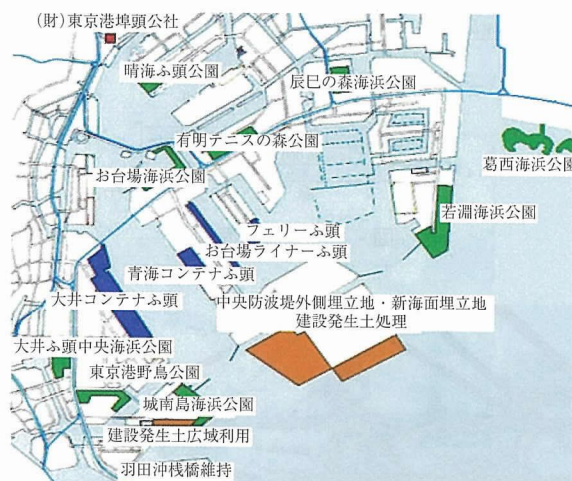 (財)東京港埠頭公社
晴海ふ頭公園
辰巳の森海浜公園
有明テニスの森公園
葛西海浜公園
お台場海浜公園
若淵海浜公園
フェリーふ頭
お台場ライナーふ頭
青海コンテナふ頭
大井コンテナふ頭
中央防波堤外側埋立地・新海面埋立地
建設発生土処理
大井ふ頭中央海浜公園
東京港野鳥公園
城南島海浜公園
建設発生土広域利用
羽田沖桟橋維持